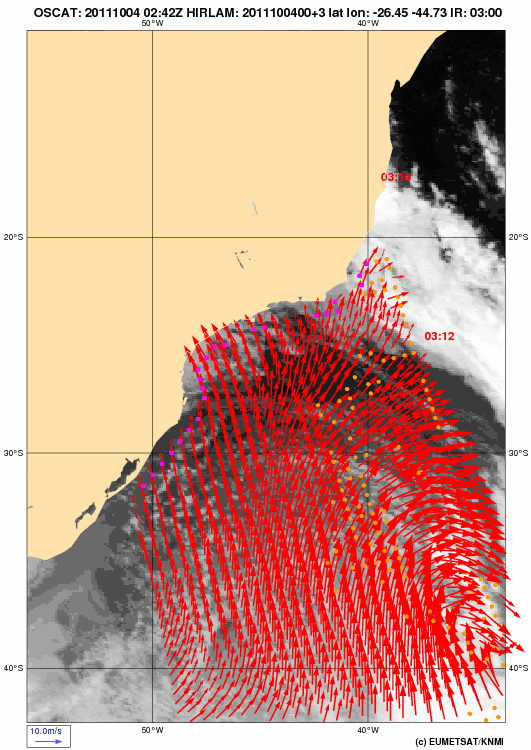 OSCAT: 20111004 02:42Z HIRLAM: 2011100400+3 lat lon: -26.45 -44.73 IR: 03:00
50°W 40°W
03:14
20°S 20°S
03:12
30°S 30°S
40°S 40°S
50°W 40°W
10.0m/s
(c) EUMETSAT/KNMI